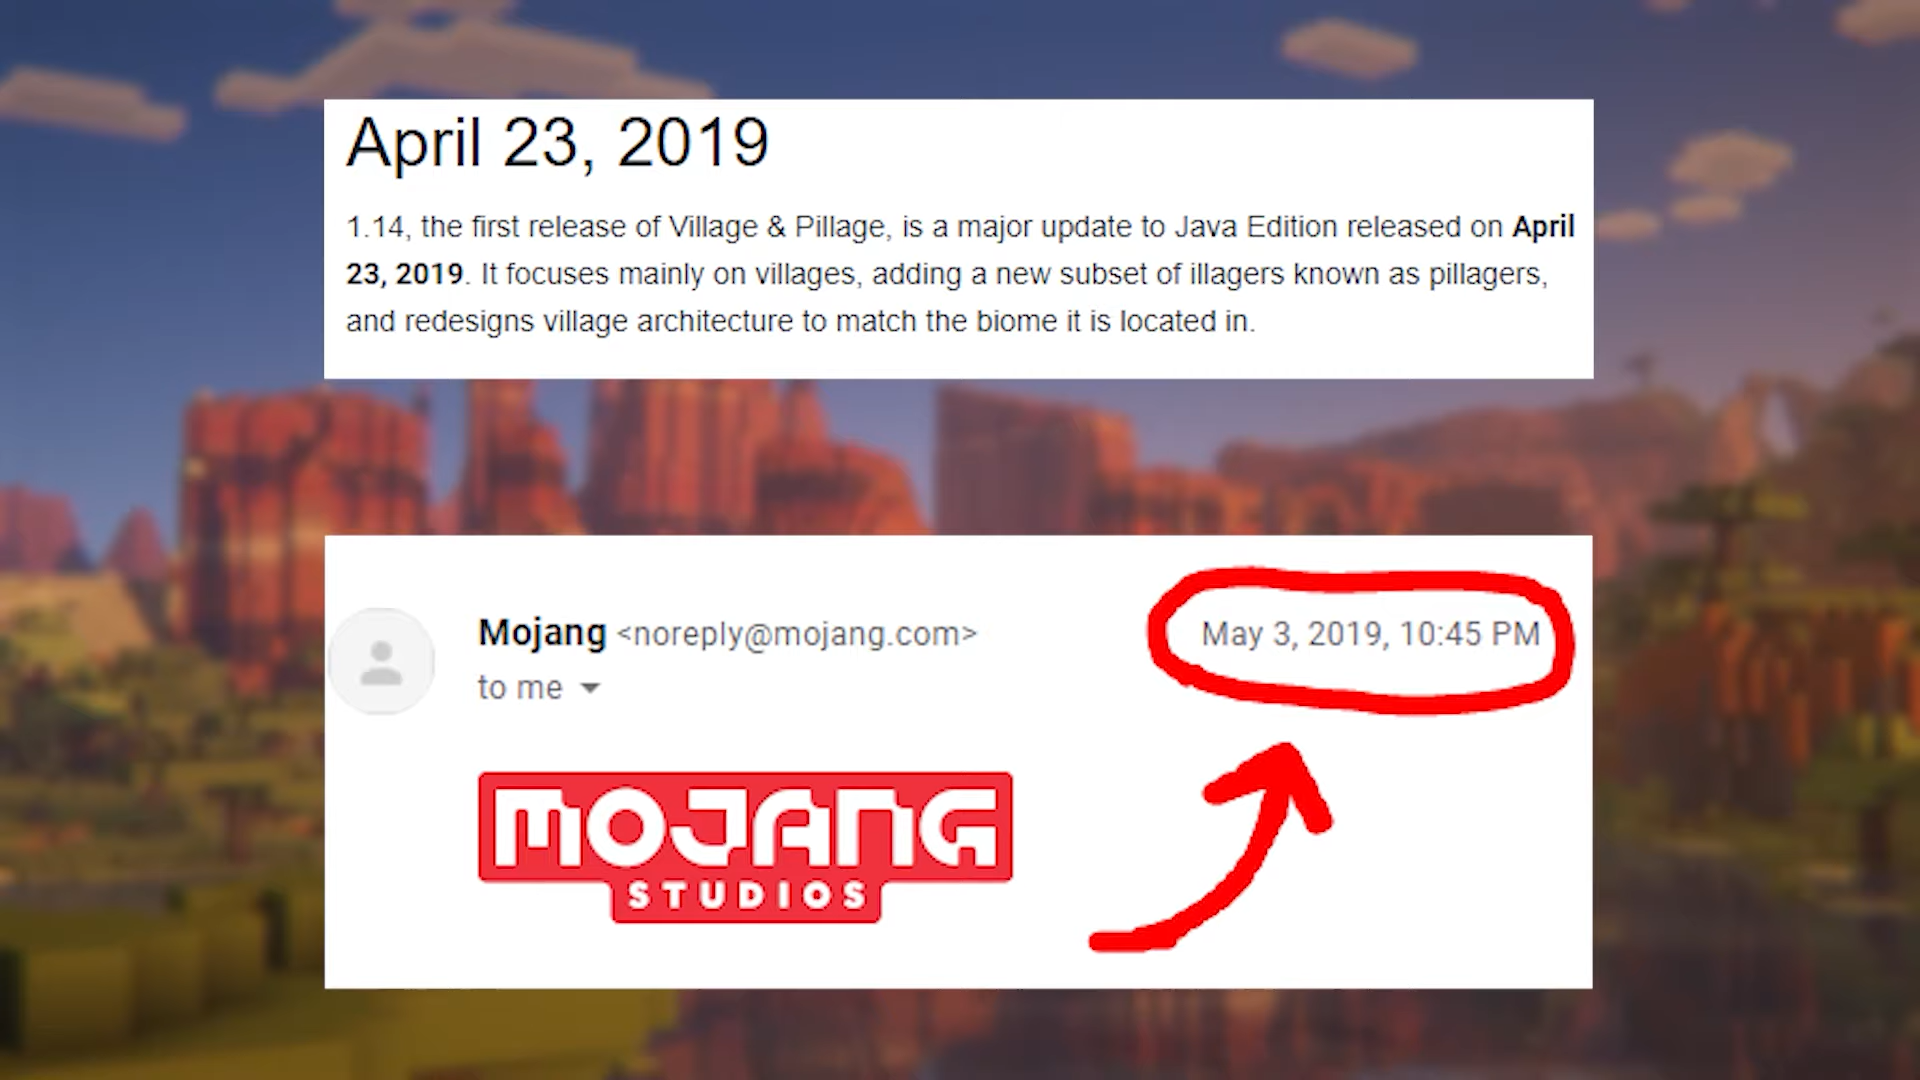 April 23, 2019
1.14, the first release of Village & Pillage, is a major update to Java Edition released on April
23, 2019. It focuses mainly on villages, adding a new subset of illagers known as pillagers,
and redesigns village architecture to match the biome it is located in.
Mojang <noreply@mojang.com> May 3, 2019, 10:45 PM
to me
MOJANG
STUDIOS